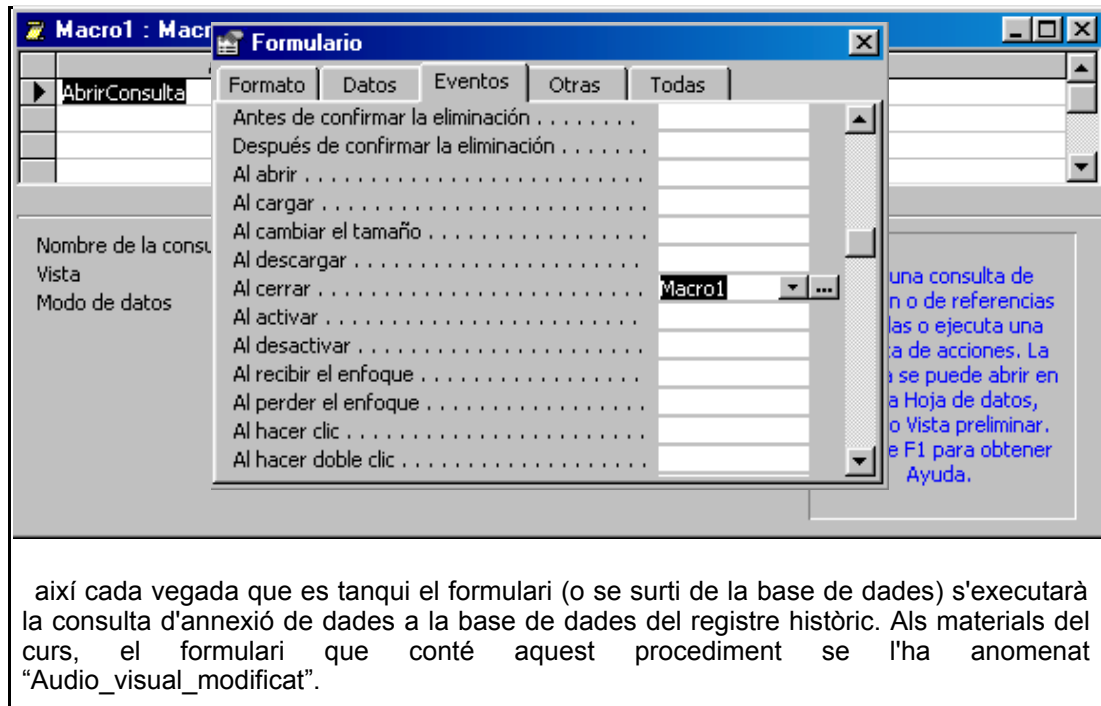 Macro1 : Macr
Formulario
Formato Datos Eventos Otras Todas
AbrirConsulta
Antes de confirmar la eliminación . . . . . . . .
Después de confirmar la eliminación . . . . . . .
Al abrir . . . . . . . . . . . . . . . . . . . . . . . . . . .
Al cargar . . . . . . . . . . . . . . . . . . . . . . . . . .
Al cambiar el tamaño . . . . . . . . . . . . . . . . .
Al descargar . . . . . . . . . . . . . . . . . . . . . . .
Al cerrar . . . . . . . . . . . . . . . . . . . . . . . . . . Macro1 ...
Al activar . . . . . . . . . . . . . . . . . . . . . . . . . .
Al desactivar . . . . . . . . . . . . . . . . . . . . . . .
Al recibir el enfoque . . . . . . . . . . . . . . . . . .
Al perder el enfoque . . . . . . . . . . . . . . . . . .
Al hacer clic . . . . . . . . . . . . . . . . . . . . . . . .
Al hacer doble clic . . . . . . . . . . . . . . . . . . . .
Nombre de la consu
Vista
Modo de datos
una consulta de
n o de referencias
las o ejecuta una
ta de acciones. La
a se puede abrir en
a Hoja de datos,
o Vista preliminar.
e F1 para obtener
Ayuda.
així cada vegada que es tanqui el formulari (o se surti de la base de dades) s'executarà
la consulta d'annexió de dades a la base de dades del registre històric. Als materials del
curs, el formulari que conté aquest procediment se l'ha anomenat
“Audio_visual_modificat”.